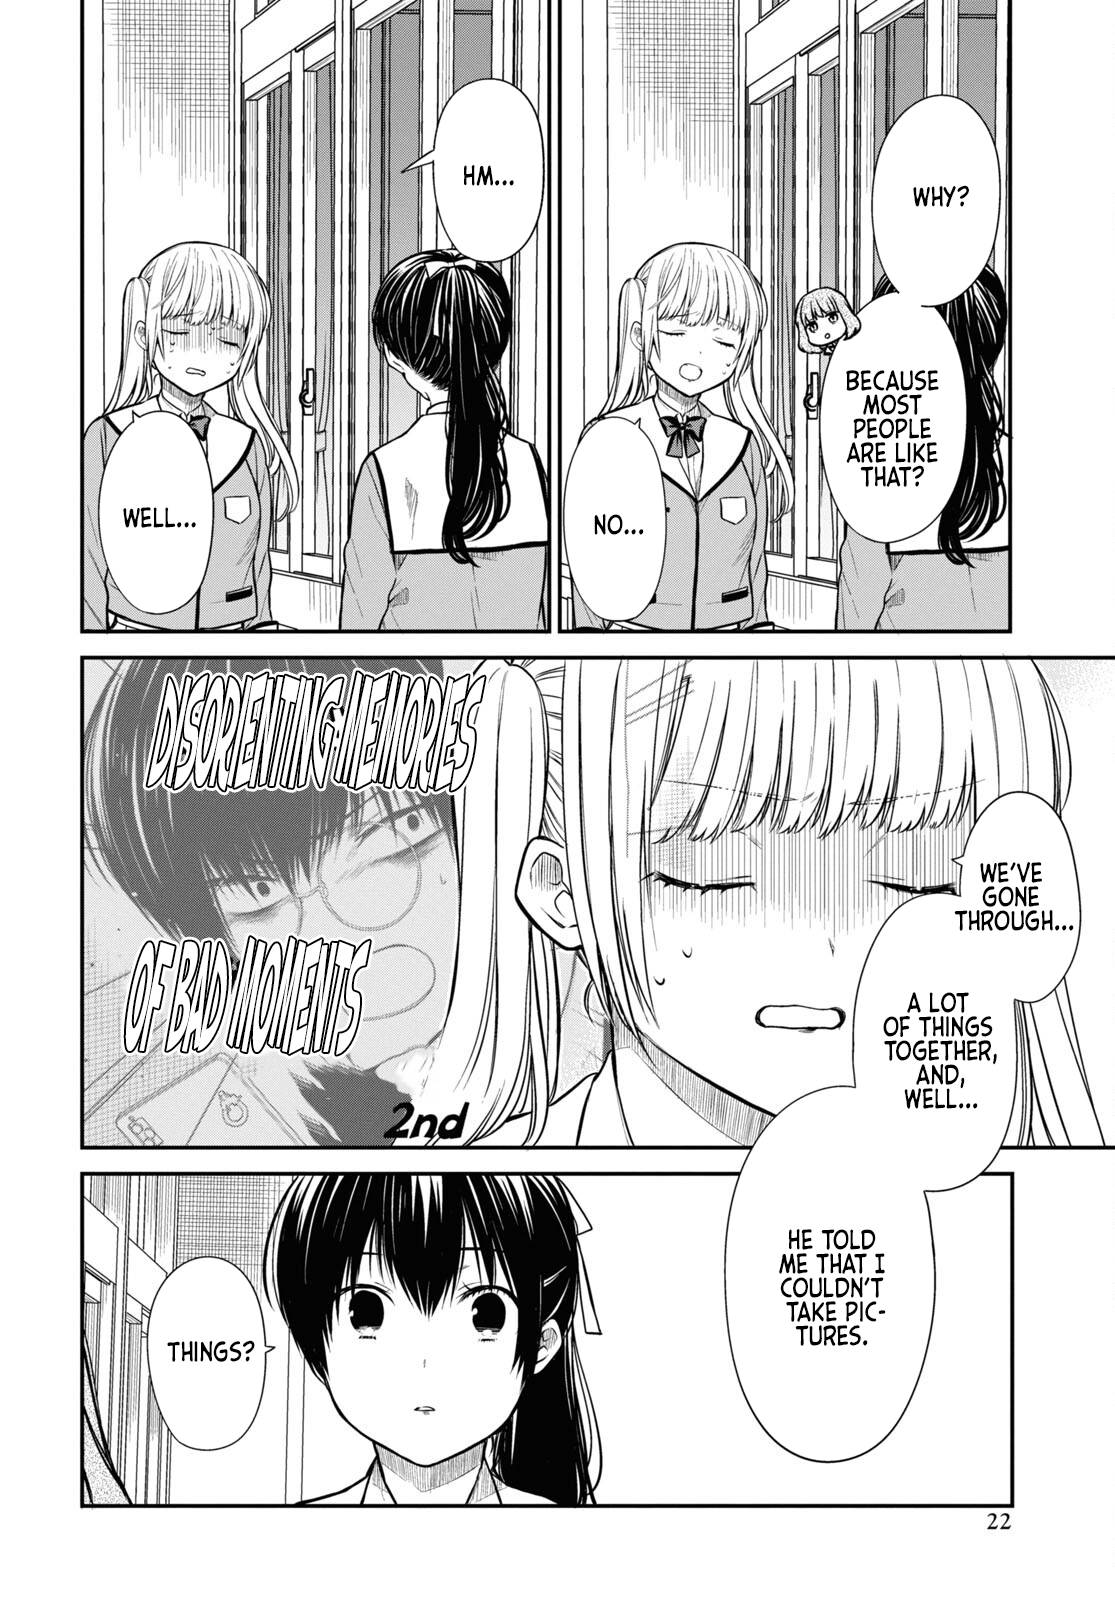 WHY?
BECAUSE
MOST
PEOPLE
ARE LIKE
THAT?
NO...
HM...
WELL...
WE'VE
GONE
THROUGH...
A LOT
OF THINGS
TOGETHER,
AND,
WELL...
DISORIENTING MEMORIES
OF BAD MOMENTS
2nd
HE TOLD
ME THAT I
COULDN'T
TAKE PIC-
TURES.
THINGS?
22